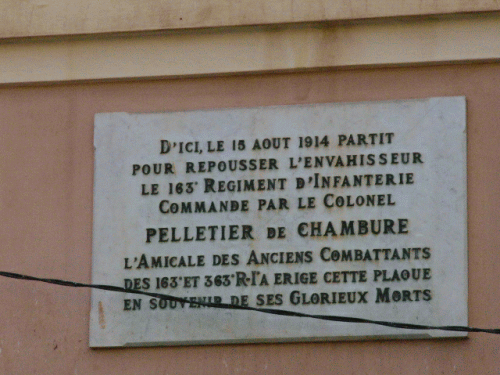 D'ICI, LE 15 AOUT 1914 PARTIT
POUR REPOUSSER L'ENVAHISSEUR
LE 163E REGIMENT D'INFANTERIE
COMMANDE PAR LE COLONEL
PELLETIER DE CHAMBURE
L'AMICALE DES ANCIENS COMBATTANTS
DES 163E ET 363E R.I. A ERIGE CETTE PLAQUE
EN SOUVENIR DE SES GLORIEUX MORTS